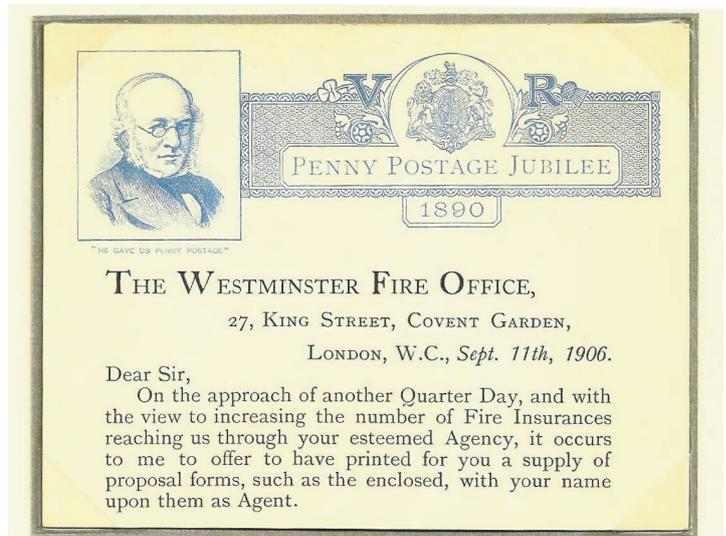 V R
PENNY POSTAGE JUBILEE
1890
"HE GAVE US PENNY POSTAGE"
THE WESTMINSTER FIRE OFFICE,
27, KING STREET, COVENT GARDEN,
LONDON, W.C., Sept. 11th, 1906.
Dear Sir,
On the approach of another Quarter Day, and with
the view to increasing the number of Fire Insurances
reaching us through your esteemed Agency, it occurs
to me to offer to have printed for you a supply of
proposal forms, such as the enclosed, with your name
upon them as Agent.